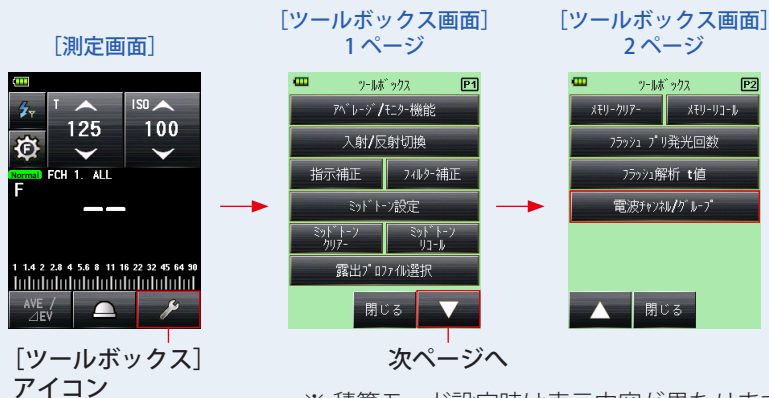 [測定画面]
T
125
ISO
100
Normal FCH 1. ALL
F
1 1.4 2 2.8 4 5.6 8 11 16 22 32 45 64 90
AVE /
⊿EV
[ツールボックス]
アイコン
[ツールボックス画面]
1 ページ
ﾂｰﾙﾎﾞｯｸｽ P1
ｱﾍﾞﾚｰｼﾞ/ﾓﾆﾀｰ機能
入射/反射切換
指示補正 ﾌｨﾙﾀｰ補正
ﾐｯﾄﾞﾄｰﾝ設定
ﾐｯﾄﾞﾄｰﾝ
ｸﾘｱｰ
ﾐｯﾄﾞﾄｰﾝ
ﾘｺｰﾙ
露出ﾌﾟﾛﾌｧｲﾙ選択
閉じる ▼
次ページへ
[ツールボックス画面]
2 ページ
ﾂｰﾙﾎﾞｯｸｽ P2
ﾒﾓﾘｰｸﾘｱｰ ﾒﾓﾘｰﾘｺｰﾙ
ﾌﾗｯｼｭ ﾌﾟﾘ発光回数
ﾌﾗｯｼｭ解析 t値
電波ﾁｬﾝﾈﾙ/ｸﾞﾙｰﾌﾟ
▲ 閉じる